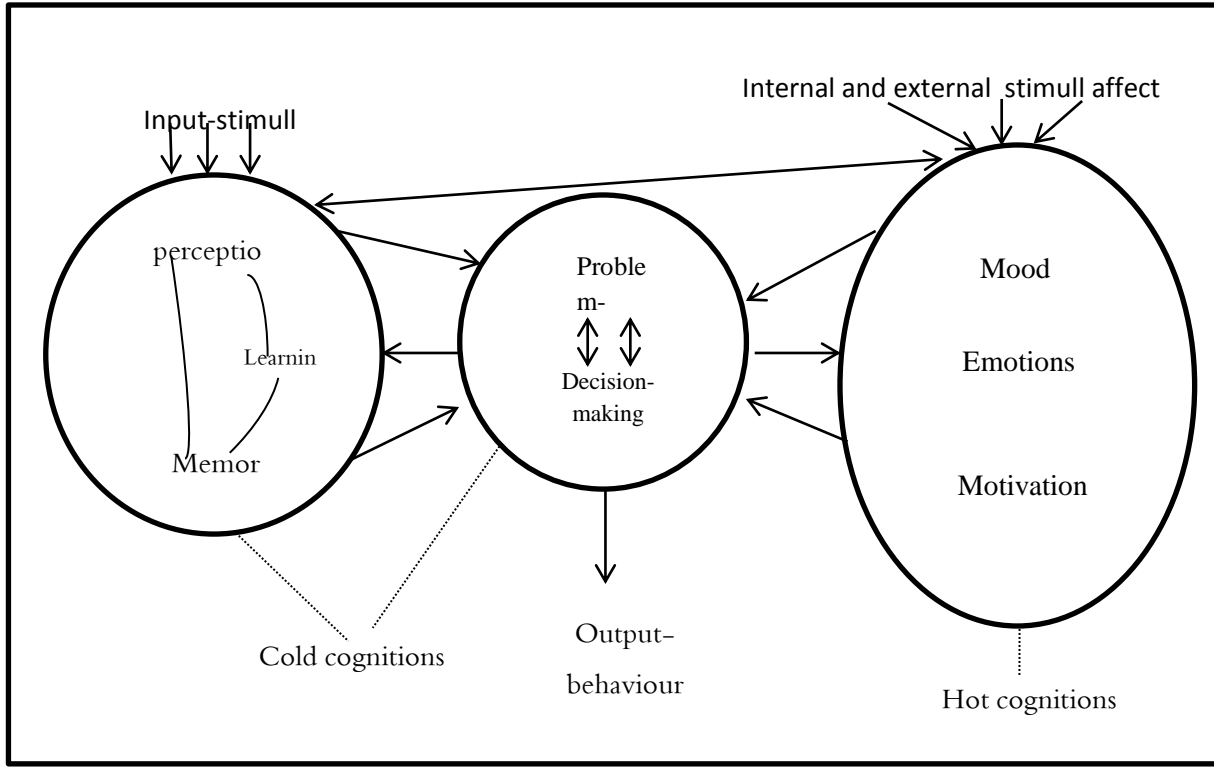 Internal and external stimull affect
Input-stimull
perceptio
Learnin
Memor
Proble
m-
Decision-
making
Mood
Emotions
Motivation
Cold cognitions
Output-
behaviour
Hot cognitions